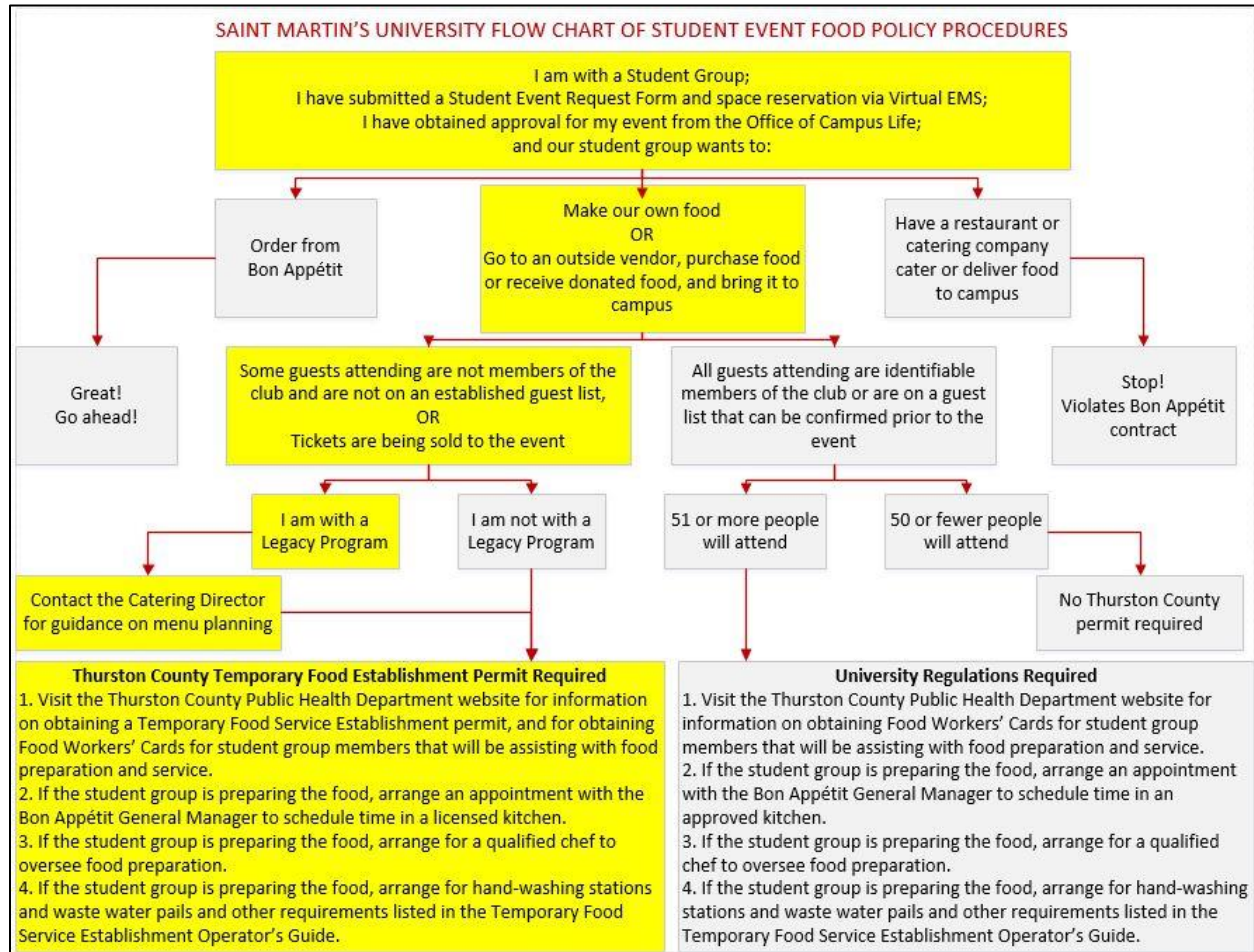 SAINT MARTIN'S UNIVERSITY FLOW CHART OF STUDENT EVENT FOOD POLICY PROCEDURES
I am with a Student Group;
I have submitted a Student Event Request Form and space reservation via Virtual EMS;
I have obtained approval for my event from the Office of Campus Life;
and our student group wants to:
Order from
Bon Appétit
Make our own food
OR
Go to an outside vendor, purchase food
or receive donated food, and bring it to
campus
Have a restaurant or
catering company
cater or deliver food
to campus
Great!
Go ahead!
Some guests attending are not members of the
club and are not on an established guest list,
OR
Tickets are being sold to the event
All guests attending are identifiable
members of the club or are on a guest
list that can be confirmed prior to the
event
Stop!
Violates Bon Appétit
contract
I am with a
Legacy Program
I am not with a
Legacy Program
51 or more people
will attend
50 or fewer people
will attend
Contact the Catering Director
for guidance on menu planning
No Thurston County
permit required
Thurston County Temporary Food Establishment Permit Required
1. Visit the Thurston County Public Health Department website for information
on obtaining a Temporary Food Service Establishment permit, and for obtaining
Food Workers' Cards for student group members that will be assisting with food
preparation and service.
2. If the student group is preparing the food, arrange an appointment with the
Bon Appétit General Manager to schedule time in a licensed kitchen.
3. If the student group is preparing the food, arrange for a qualified chef to
oversee food preparation.
4. If the student group is preparing the food, arrange for hand-washing stations
and waste water pails and other requirements listed in the Temporary Food
Service Establishment Operator's Guide.
University Regulations Required
1. Visit the Thurston County Public Health Department website for
information on obtaining Food Workers' Cards for student group
members that will be assisting with food preparation and service.
2. If the student group is preparing the food, arrange an appointment
with the Bon Appétit General Manager to schedule time in an
approved kitchen.
3. If the student group is preparing the food, arrange for a qualified
chef to oversee food preparation.
4. If the student group is preparing the food, arrange for hand-washing
stations and waste water pails and other requirements listed in the
Temporary Food Service Establishment Operator's Guide.